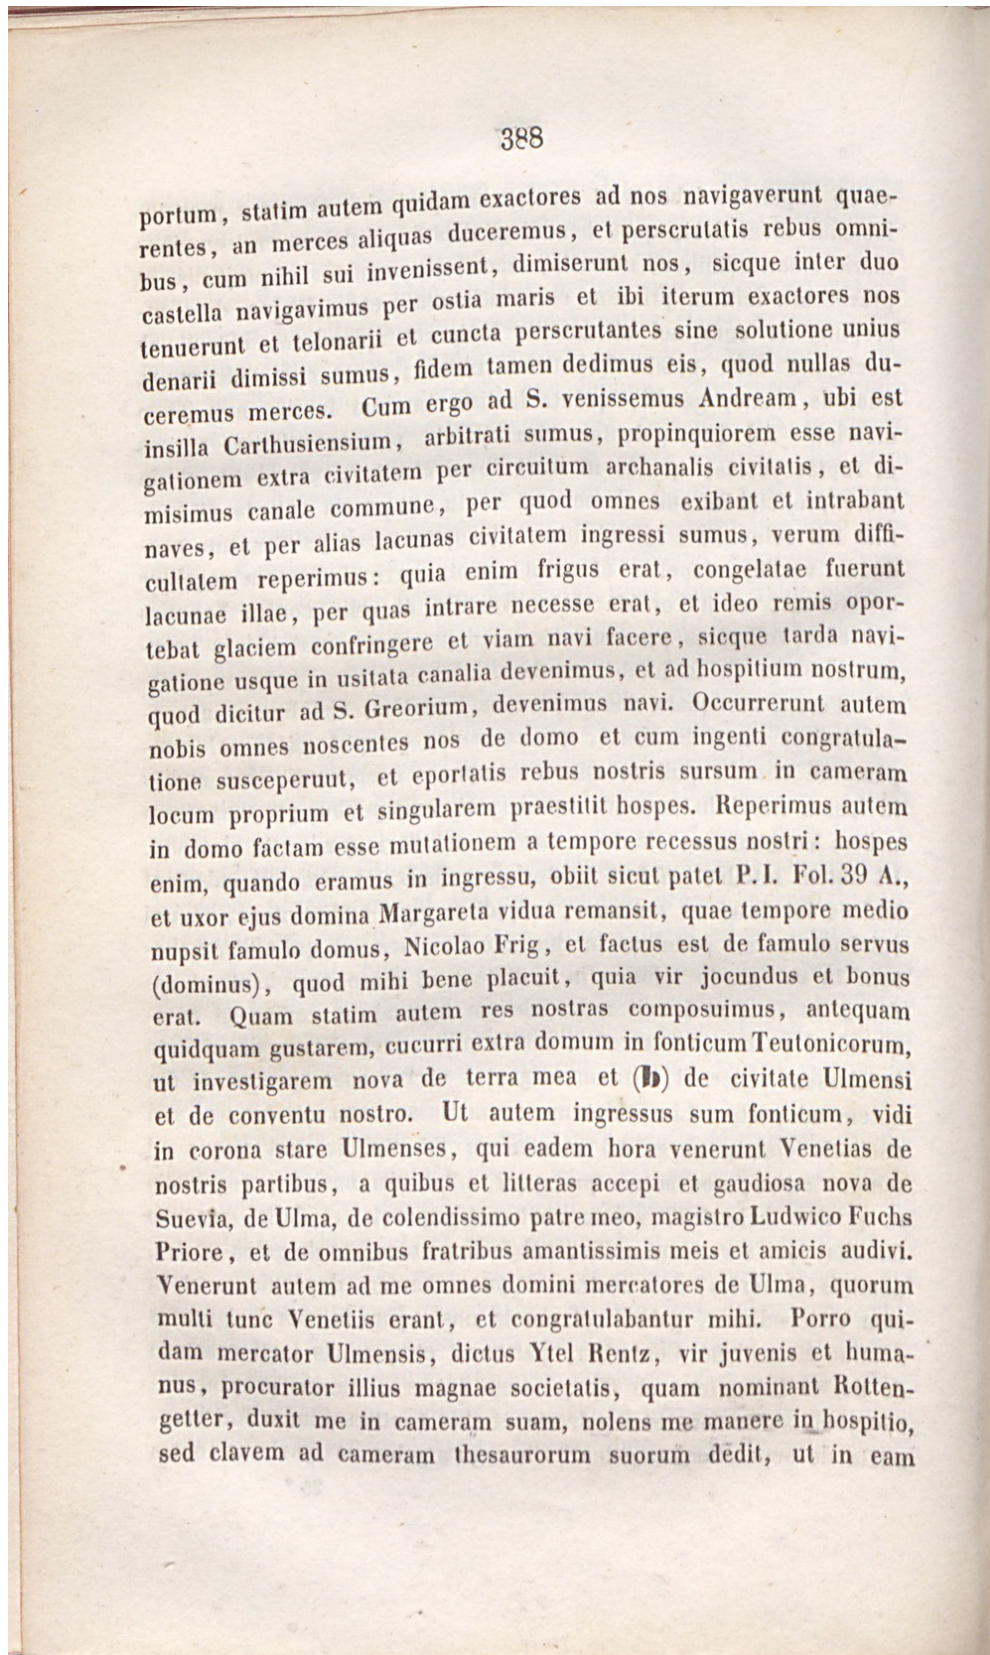 388
portum, statim autem quidam exactores ad nos navigaverunt quae-
rentes, an merces aliquas duceremus, et perscrutatis rebus omni-
bus, cum nihil sui invenissent, dimiserunt nos, sicque inter duo
castella navigavimus per ostia maris et ibi iterum exactores nos
tenuerunt et telonarii et cuncta perscrutantes sine solutione unius
denarii dimissi sumus, fidem tamen dedimus eis, quod nullas du-
ceremus merces. Cum ergo ad S. venissemus Andream, ubi est
insilla Carthusiensium, arbitrati sumus, propinquiorem esse navi-
gationem extra civitatem per circuitum archanalis civitatis, et di-
misimus canale commune, per quod omnes exibant et intrabant
naves, et per alias lacunas civitatem ingressi sumus, verum diffi-
cultatem reperimus: quia enim frigus erat, congelatae fuerunt
lacunae illae, per quas intrare necesse erat, et ideo remis opor-
tebat glaciem confringere et viam navi facere, sicque tarda navi-
gatione usque in usitata canalia devenimus, et ad hospitium nostrum,
quod dicitur ad S. Greorium, devenimus navi. Occurrerunt autem
nobis omnes noscentes nos de domo et cum ingenti congratula-
tione susceperuut, et eportatis rebus nostris sursum in cameram
locum proprium et singularem praestitit hospes. Reperimus autem
in domo factam esse mutationem a tempore recessus nostri: hospes
enim, quando eramus in ingressu, obiit sicut patet P. I. Fol. 39 A.,
et uxor ejus domina Margareta vidua remansit, quae tempore medio
nupsit famulo domus, Nicolao Frig, et factus est de famulo servus
(dominus), quod mihi bene placuit, quia vir jocundus et bonus
erat. Quam statim autem res nostras composuimus, antequam
quidquam gustarem, cucurri extra domum in fonticum Teutonicorum,
ut investigarem nova de terra mea et (b) de civitate Ulmensi
et de conventu nostro. Ut autem ingressus sum fonticum, vidi
in corona stare Ulmenses, qui eadem hora venerunt Venetias de
nostris partibus, a quibus et litteras accepi et gaudiosa nova de
Suevia, de Ulma, de colendissimo patre meo, magistro Ludwico Fuchs
Priore, et de omnibus fratribus amantissimis meis et amicis audivi.
Venerunt autem ad me omnes domini mercatores de Ulma, quorum
multi tunc Venetiis erant, et congratulabantur mihi. Porro qui-
dam mercator Ulmensis, dictus Ytel Rentz, vir juvenis et huma-
nus, procurator illius magnae societatis, quam nominant Rotten-
getter, duxit me in cameram suam, nolens me manere in hospitio,
sed clavem ad cameram thesaurorum suorum dedit, ut in eam